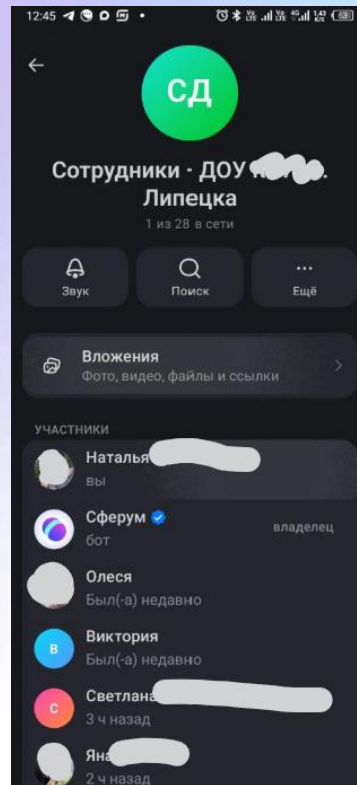 12:45
СД
Сотрудники - ДОУ
Липецка
1 из 28 в сети
Звук
Поиск
Ещё
Вложения
Фото, видео, файлы и ссылки
УЧАСТНИКИ
Наталья
вы
Сферум
владелец
бот
Олеся
Был(-а) недавно
В
Виктория
Был(-а) недавно
С
Светлана
3 ч назад
Яна
2 ч назад